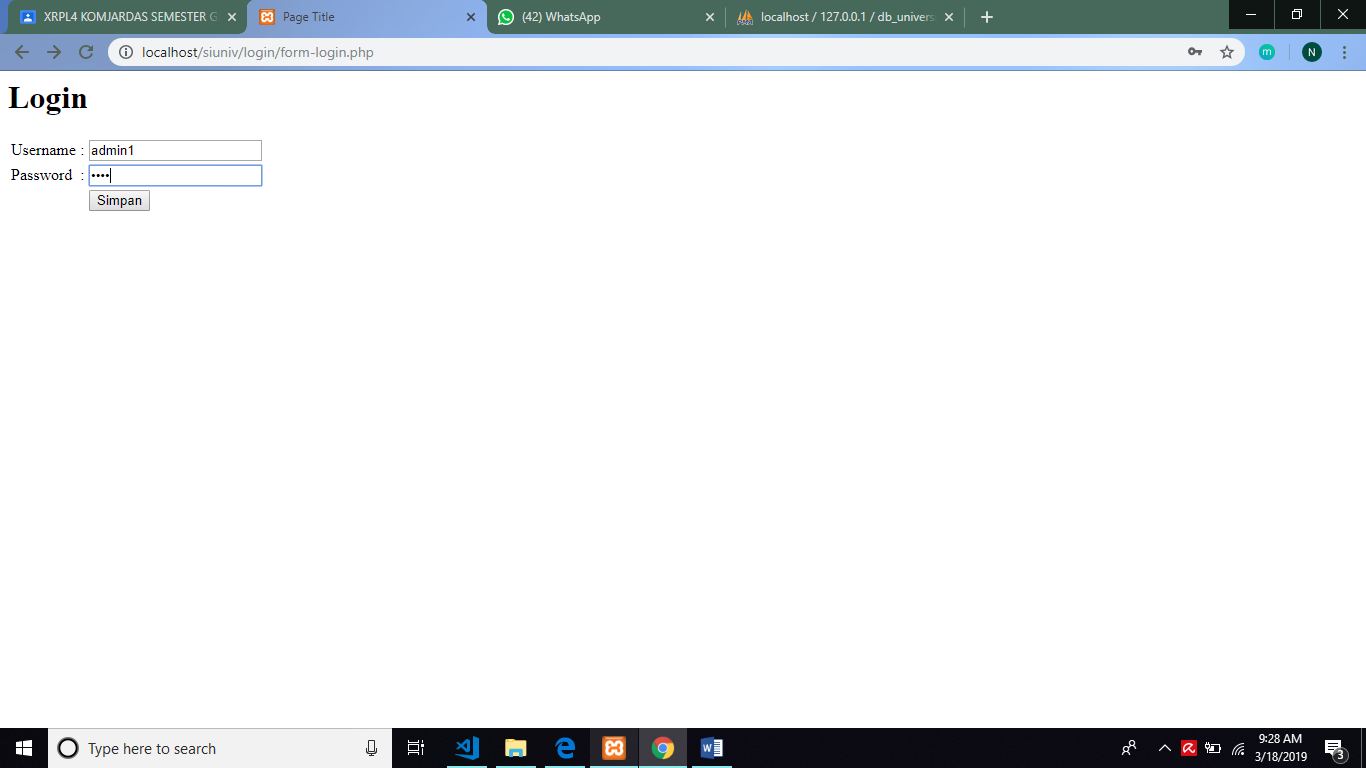 XRPL4 KOMJARDAS SEMESTER G
Page Title
(42) WhatsApp
localhost / 127.0.0.1 / db_univers
localhost/siuniv/login/form-login.php
m
N
Login
Username : admin1
Password : ••••
Simpan
Type here to search
9:28 AM
3/18/2019
3